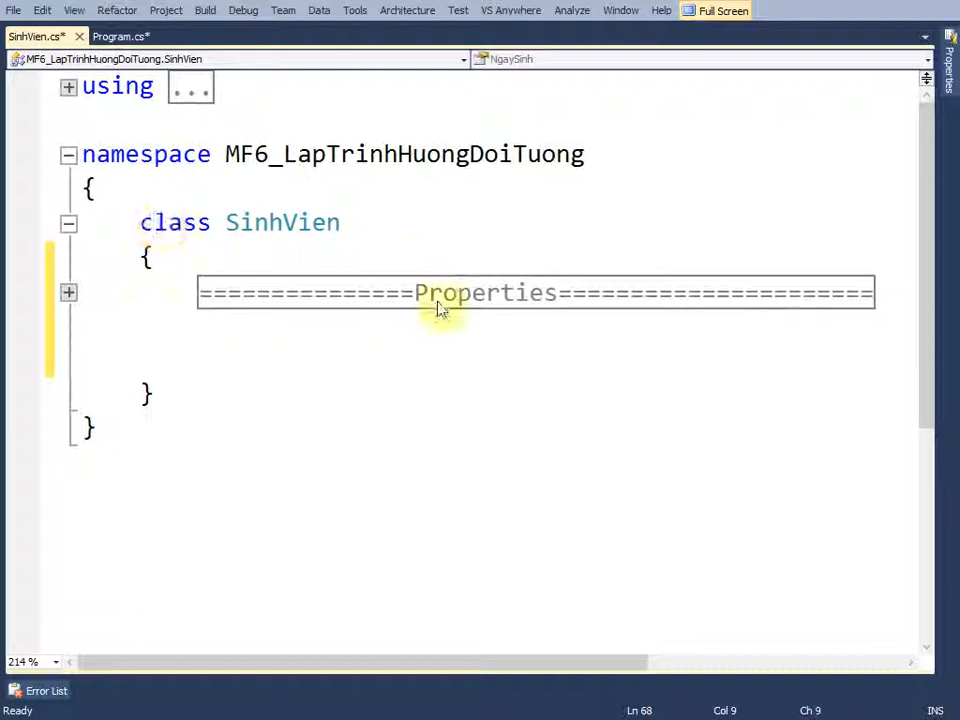 File Edit View Refactor Project Build Debug Team Data Tools Architecture Test VS Anywhere Analyze Window Help Full Screen
SinhVien.cs* Program.cs*
MF6_LapTrinhHuongDoiTuong.SinhVien NgaySinh
Properties
using ...
namespace MF6_LapTrinhHuongDoiTuong
{
class SinhVien
{
===============Properties======================
}
}
214 %
Error List
Ready Ln 68 Col 9 Ch 9 INS